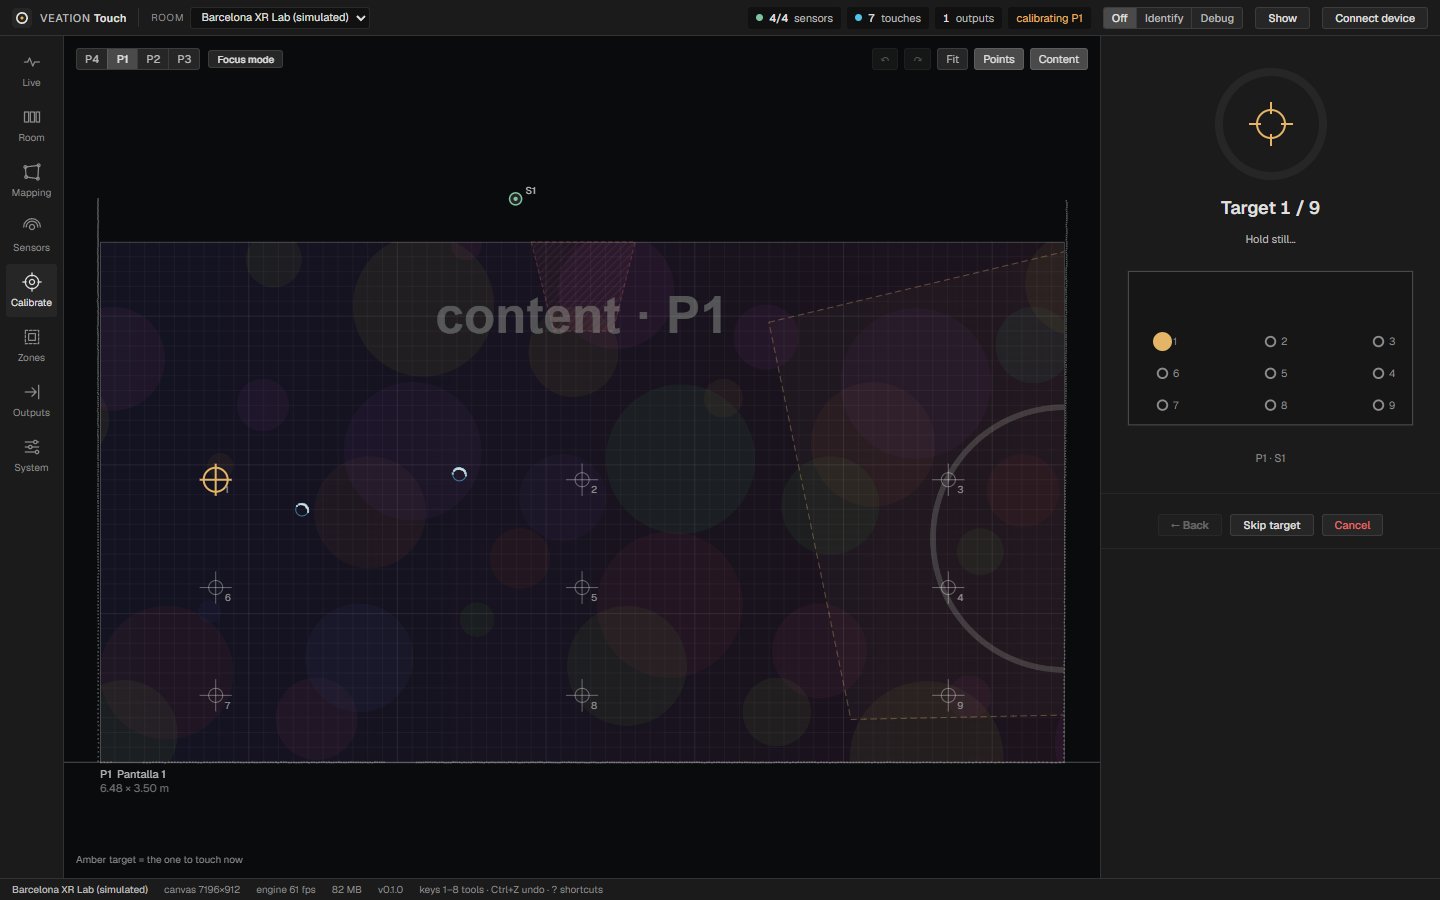 VEATION Touch
ROOM
Barcelona XR Lab (simulated)
4/4 sensors
7 touches
1 outputs
calibrating P1
Off
Identify
Debug
Show
Connect device
Live
Room
Mapping
Sensors
Calibrate
Zones
Outputs
System
P4
P1
P2
P3
Focus mode
Fit
Points
Content
S1
content · P1
1
2
3
6
5
4
7
8
9
P1 Pantalla 1
6.48 × 3.50 m
Amber target = the one to touch now
Target 1 / 9
Hold still…
1
2
3
6
5
4
7
8
9
P1 · S1
← Back
Skip target
Cancel
Barcelona XR Lab (simulated)
canvas 7196×912
engine 61 fps
82 MB
v0.1.0
keys 1–8 tools · Ctrl+Z undo · ? shortcuts